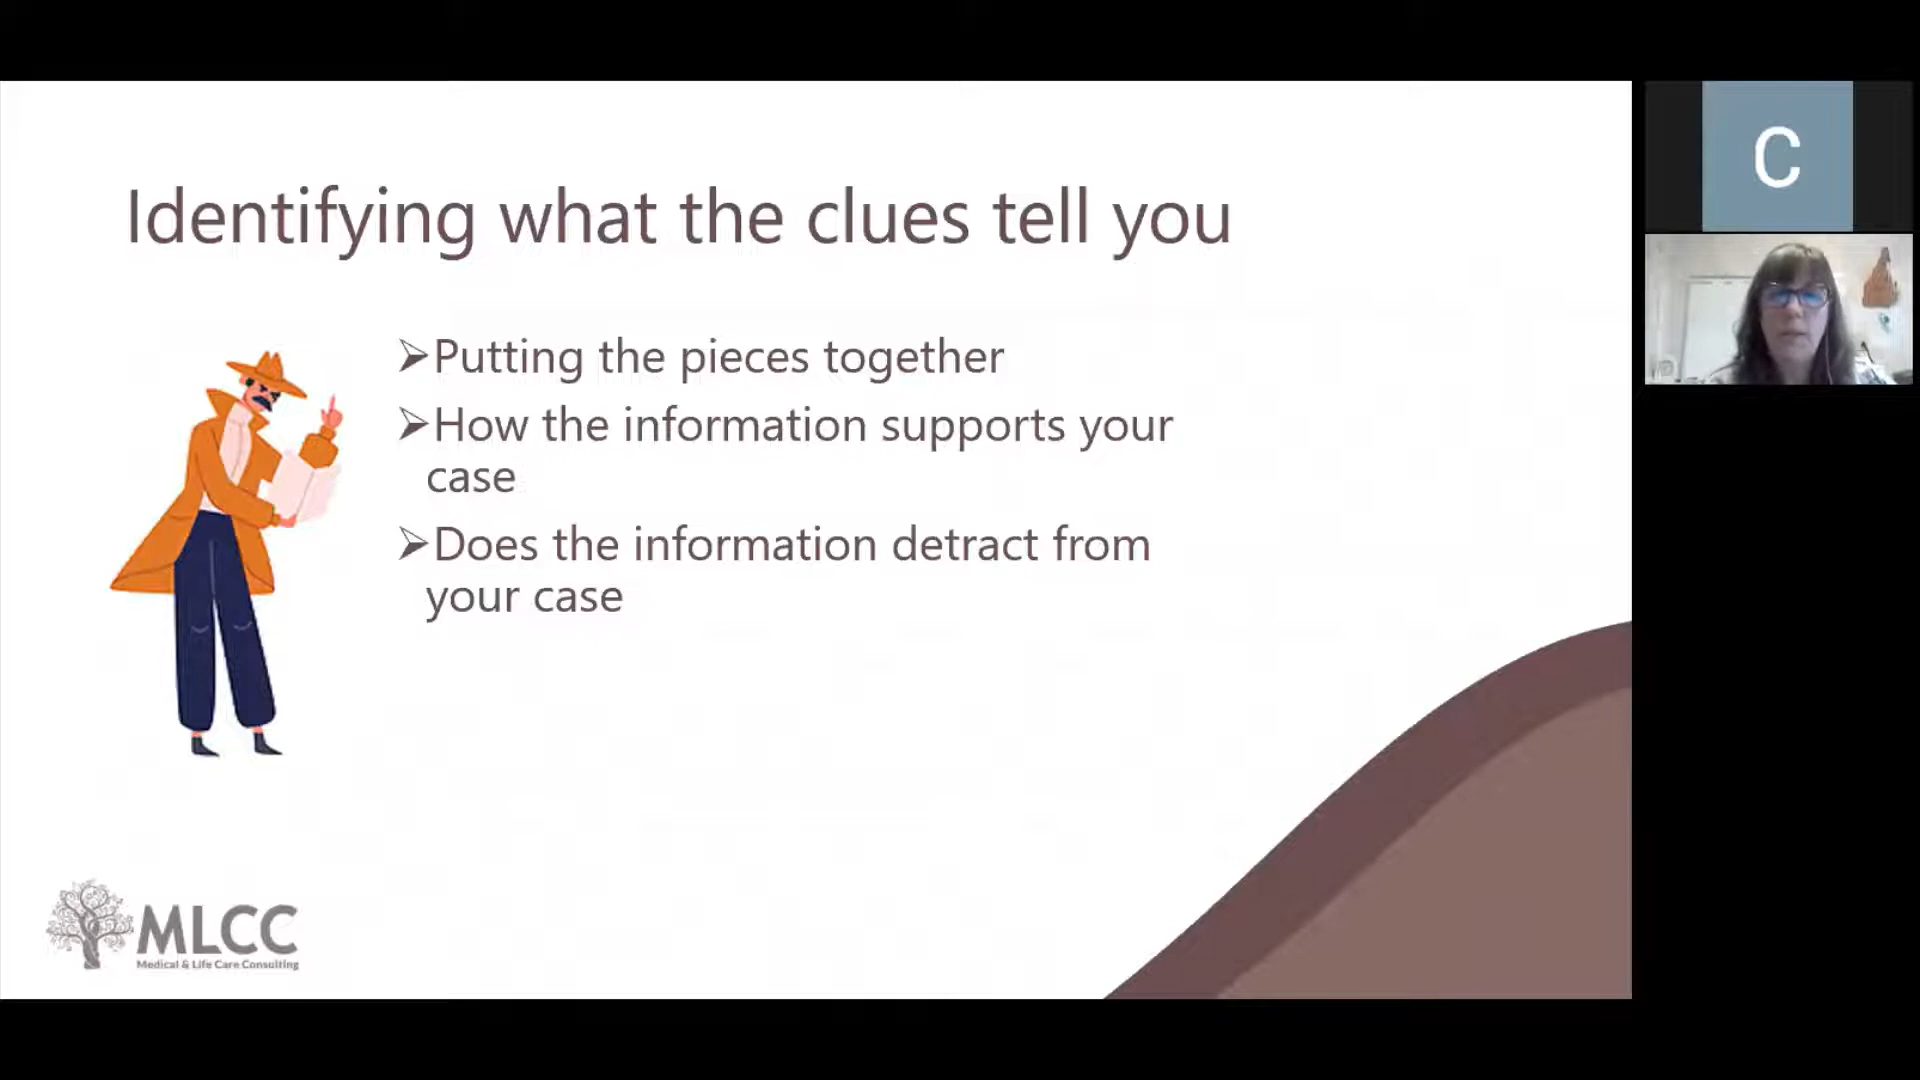 Identifying what the clues tell you
➢Putting the pieces together
➢How the information supports your
case
➢Does the information detract from
your case
MLCC
Medical & Life Care Consulting
C